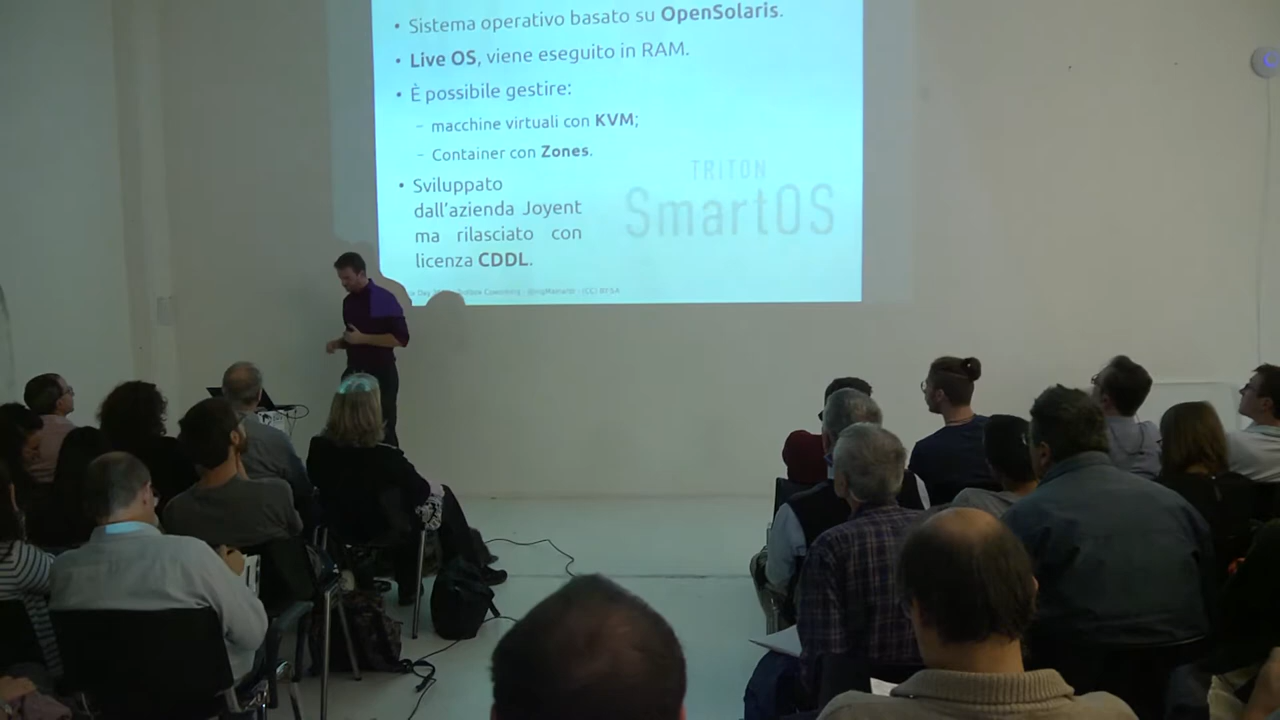 • Sistema operativo basato su OpenSolaris.
• Live OS, viene eseguito in RAM.
• È possibile gestire:
– macchine virtuali con KVM;
– Container con Zones.
• Sviluppato
dall'azienda Joyent
ma rilasciato con
licenza CDDL.
TRITON
SmartOS